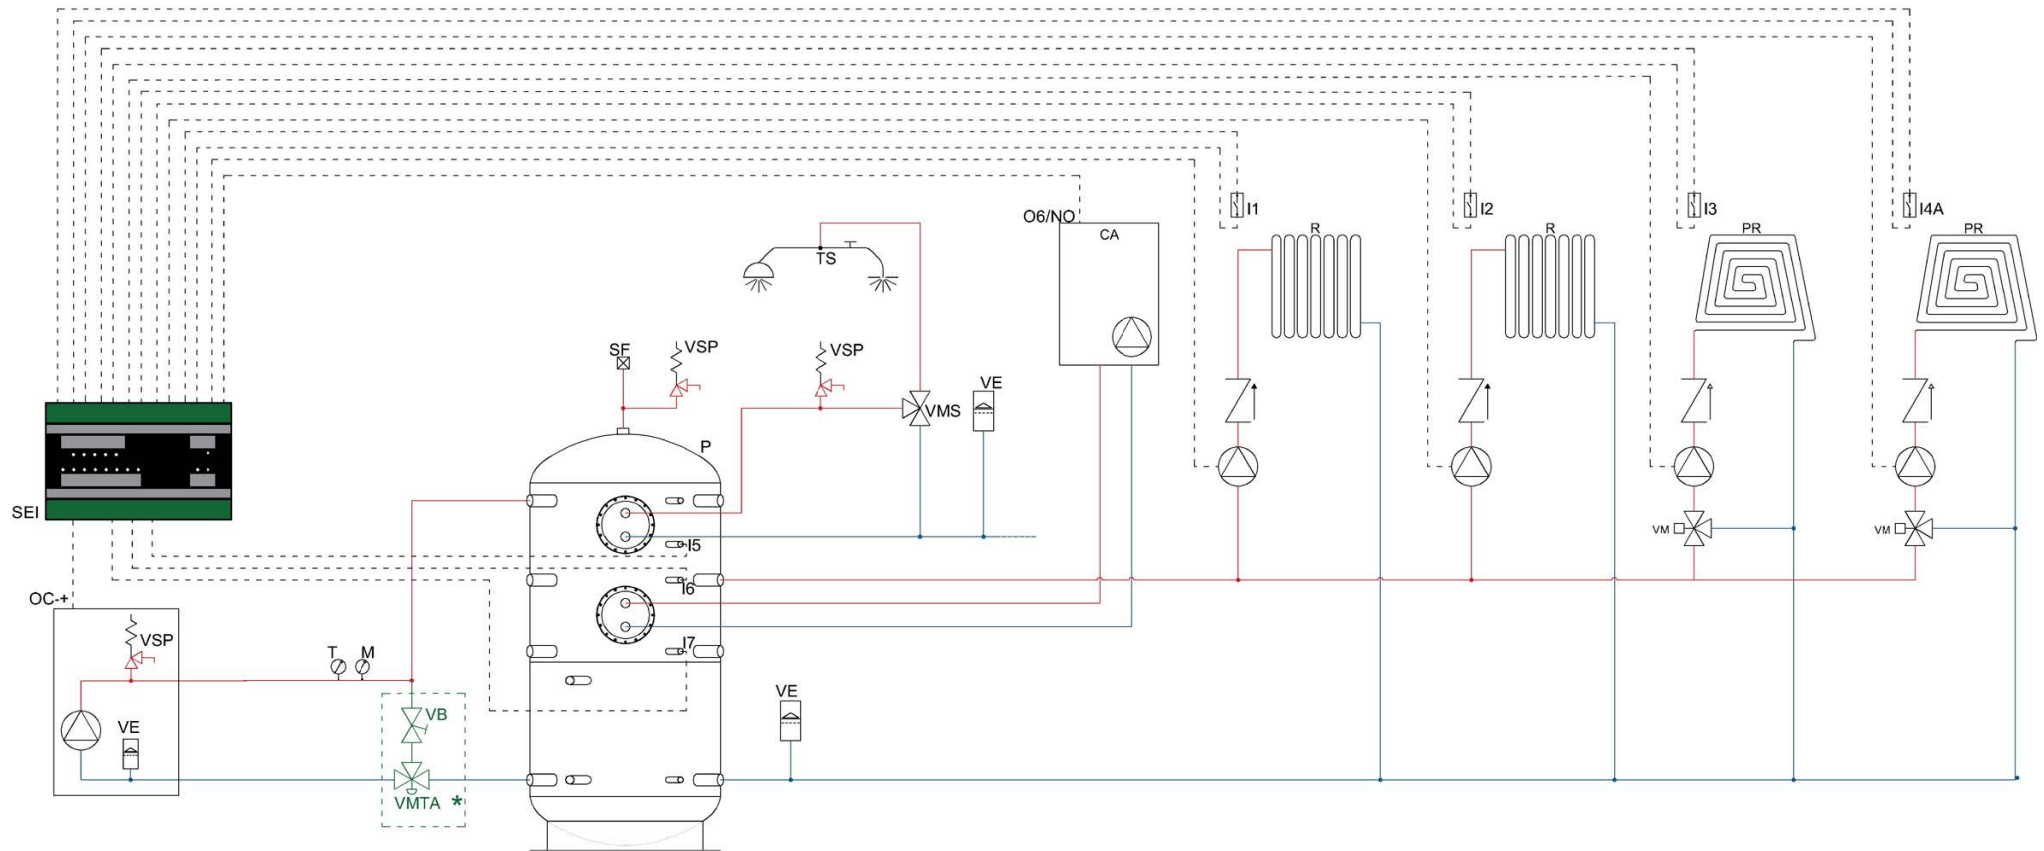 I1
I2
I3
I4A
O6/NO
CA
R
R
PR
PR
TS
SF
VSP
VSP
VE
VMS
P
SEI
I5
VM
VM
I6
OC-+
VSP
T
M
I7
VE
VB
VE
VMTA *